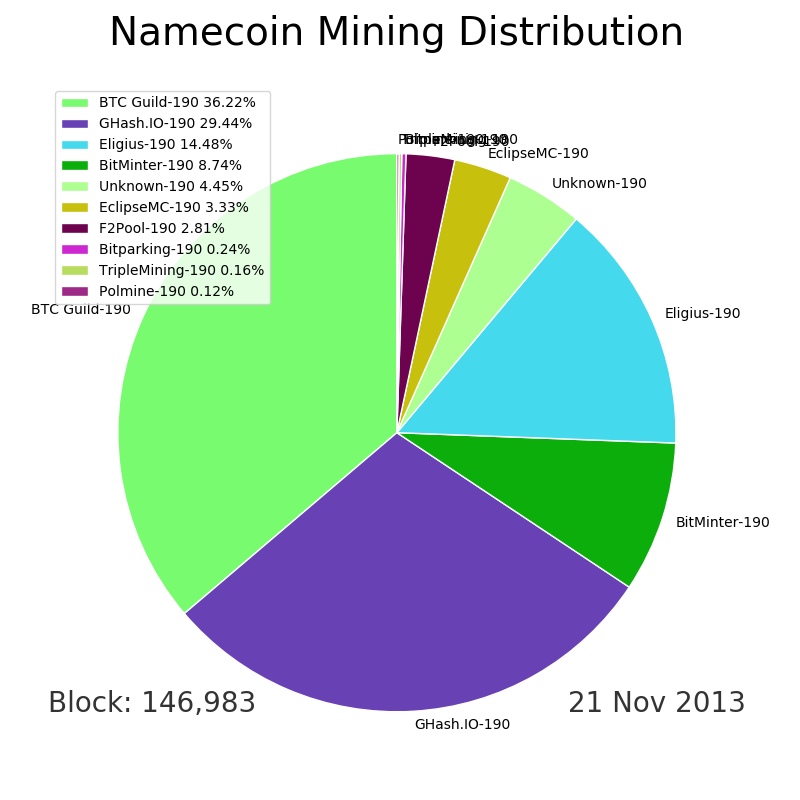 Namecoin Mining Distribution
BTC Guild-190 36.22%
GHash.IO-190 29.44%
Eligius-190 14.48%
BitMinter-190 8.74%
Unknown-190 4.45%
EclipseMC-190 3.33%
F2Pool-190 2.81%
Bitparking-190 0.24%
TripleMining-190 0.16%
Polmine-190 0.12%
EclipseMC-190
Unknown-190
BTC Guild-190
Eligius-190
BitMinter-190
Block: 146,983
21 Nov 2013
GHash.IO-190